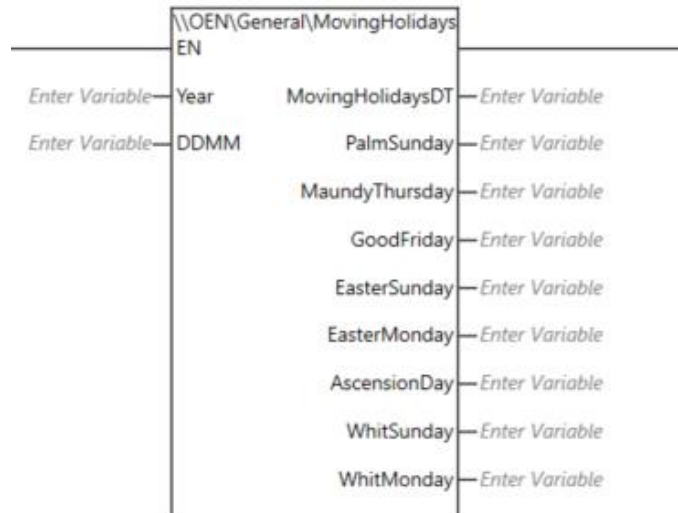 \\OEN\General\MovingHolidays
EN
Enter Variable Year MovingHolidaysDT Enter Variable
Enter Variable DDMM PalmSunday Enter Variable
MaundyThursday Enter Variable
GoodFriday Enter Variable
EasterSunday Enter Variable
EasterMonday Enter Variable
AscensionDay Enter Variable
WhitSunday Enter Variable
WhitMonday Enter Variable